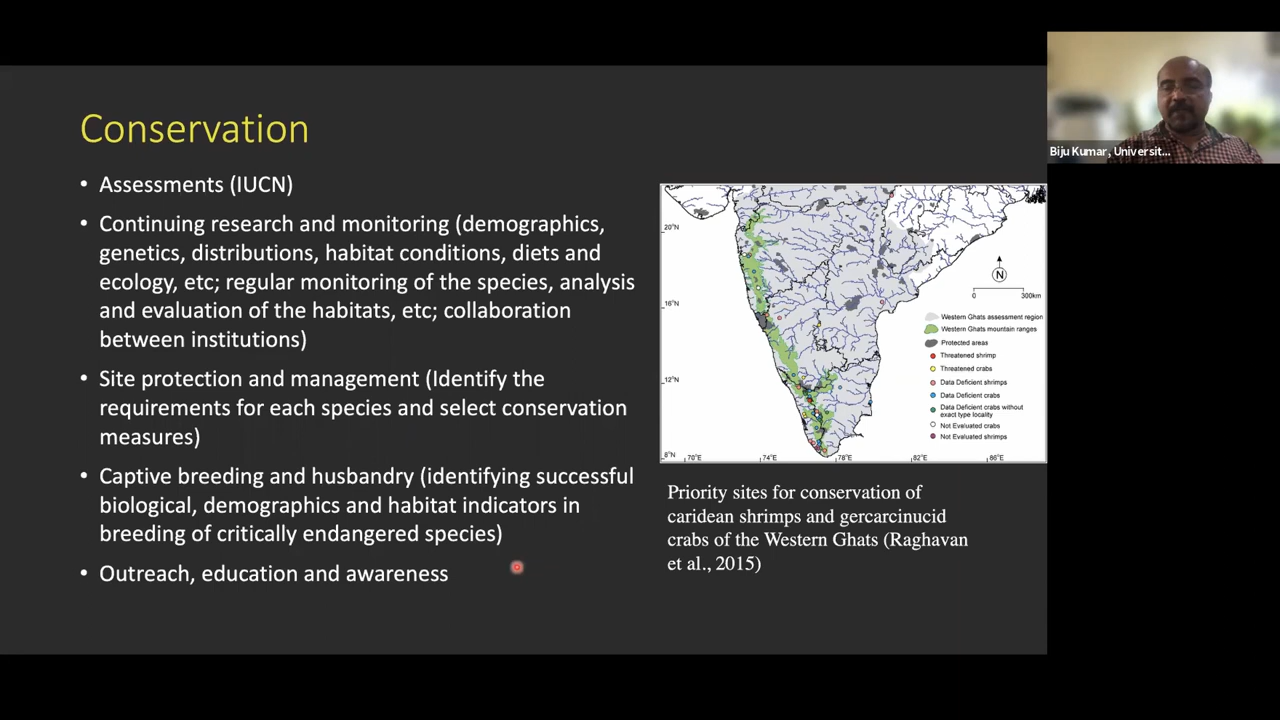 Conservation
• Assessments (IUCN)
• Continuing research and monitoring (demographics,
genetics, distributions, habitat conditions, diets and
ecology, etc; regular monitoring of the species, analysis
and evaluation of the habitats, etc; collaboration
between institutions)
• Site protection and management (Identify the
requirements for each species and select conservation
measures)
• Captive breeding and husbandry (identifying successful
biological, demographics and habitat indicators in
breeding of critically endangered species)
• Outreach, education and awareness
20°N
16°N
12°N
8°N
70°E
74°E
78°E
82°E
86°E
N
0 300km
Western Ghats assessment region
Western Ghats mountain ranges
Protected areas
Threatened shrimp
Threatened crabs
Data Deficient shrimps
Data Deficient crabs
Data Deficient crabs without
exact type locality
Not Evaluated crabs
Not Evaluated shrimps
Priority sites for conservation of
caridean shrimps and gercarcinucid
crabs of the Western Ghats (Raghavan
et al., 2015)
Biju Kumar, Universit...